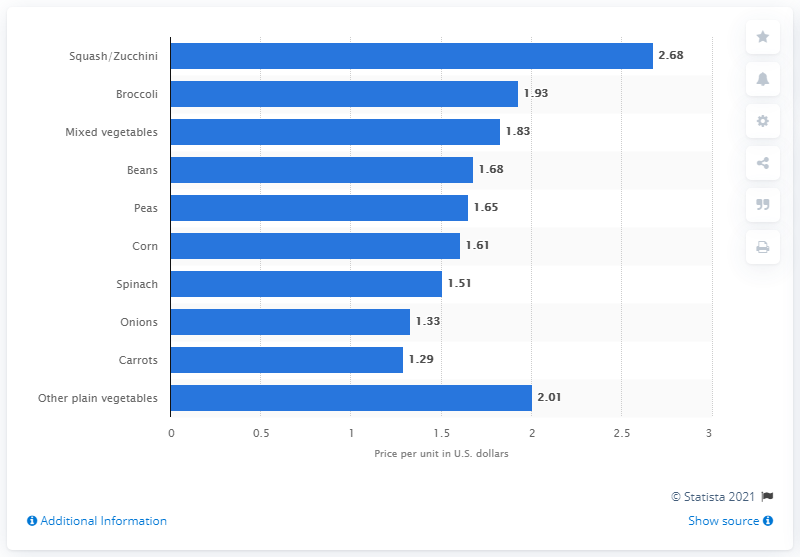 Squash/Zucchini 2.68
Broccoli 1.93
Mixed vegetables 1.83
Beans 1.68
Peas 1.65
Corn 1.61
Spinach 1.51
Onions 1.33
Carrots 1.29
Other plain vegetables 2.01
0 0.5 1 1.5 2 2.5 3
Price per unit in U.S. dollars
© Statista 2021
Additional Information Show source